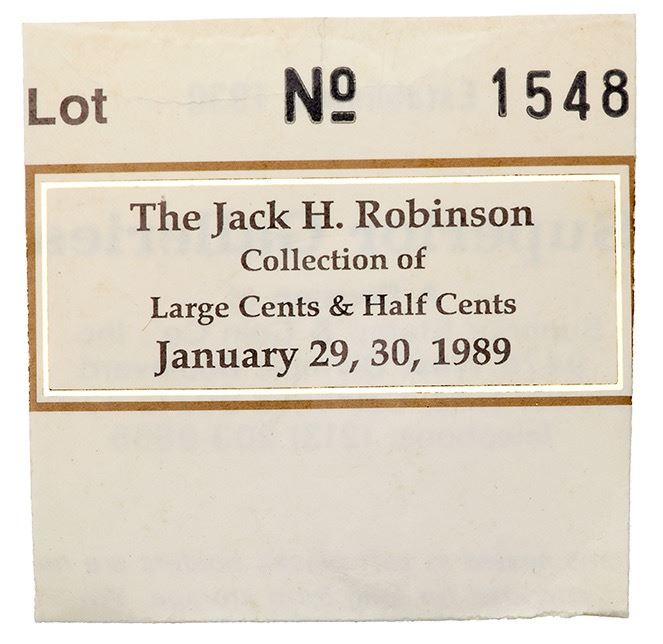 Lot № 1548
The Jack H. Robinson
Collection of
Large Cents & Half Cents
January 29, 30, 1989